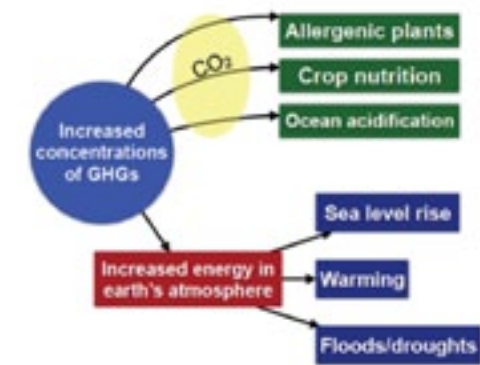 Allergenic plants
CO₂
Crop nutrition
Ocean acidification
Increased
concentrations
of GHGs
Sea level rise
Increased energy in
earth's atmosphere
Warming
Floods/droughts